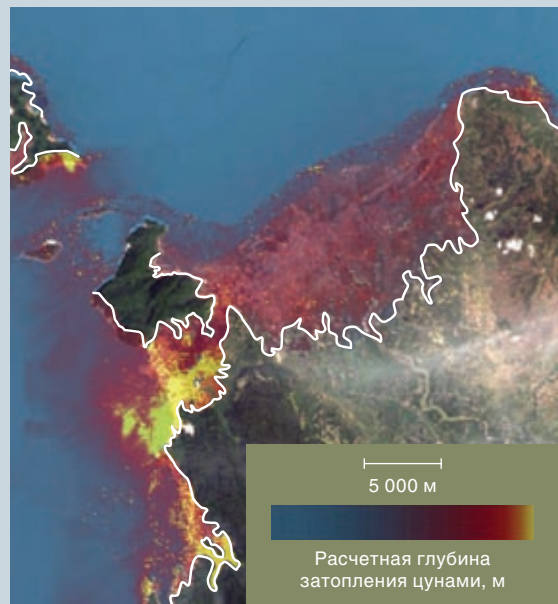 5 000 м
Расчетная глубина
затопления цунами, м